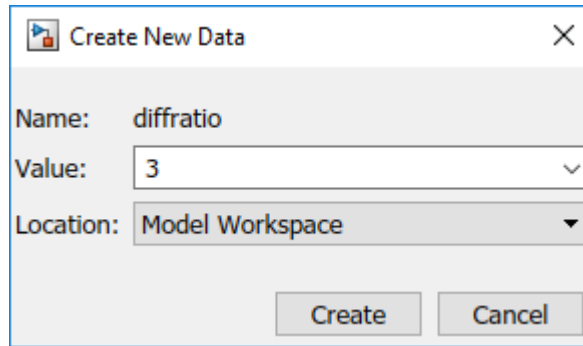 Create New Data
Name: diffratio
Value: 3
Location: Model Workspace
Create Cancel